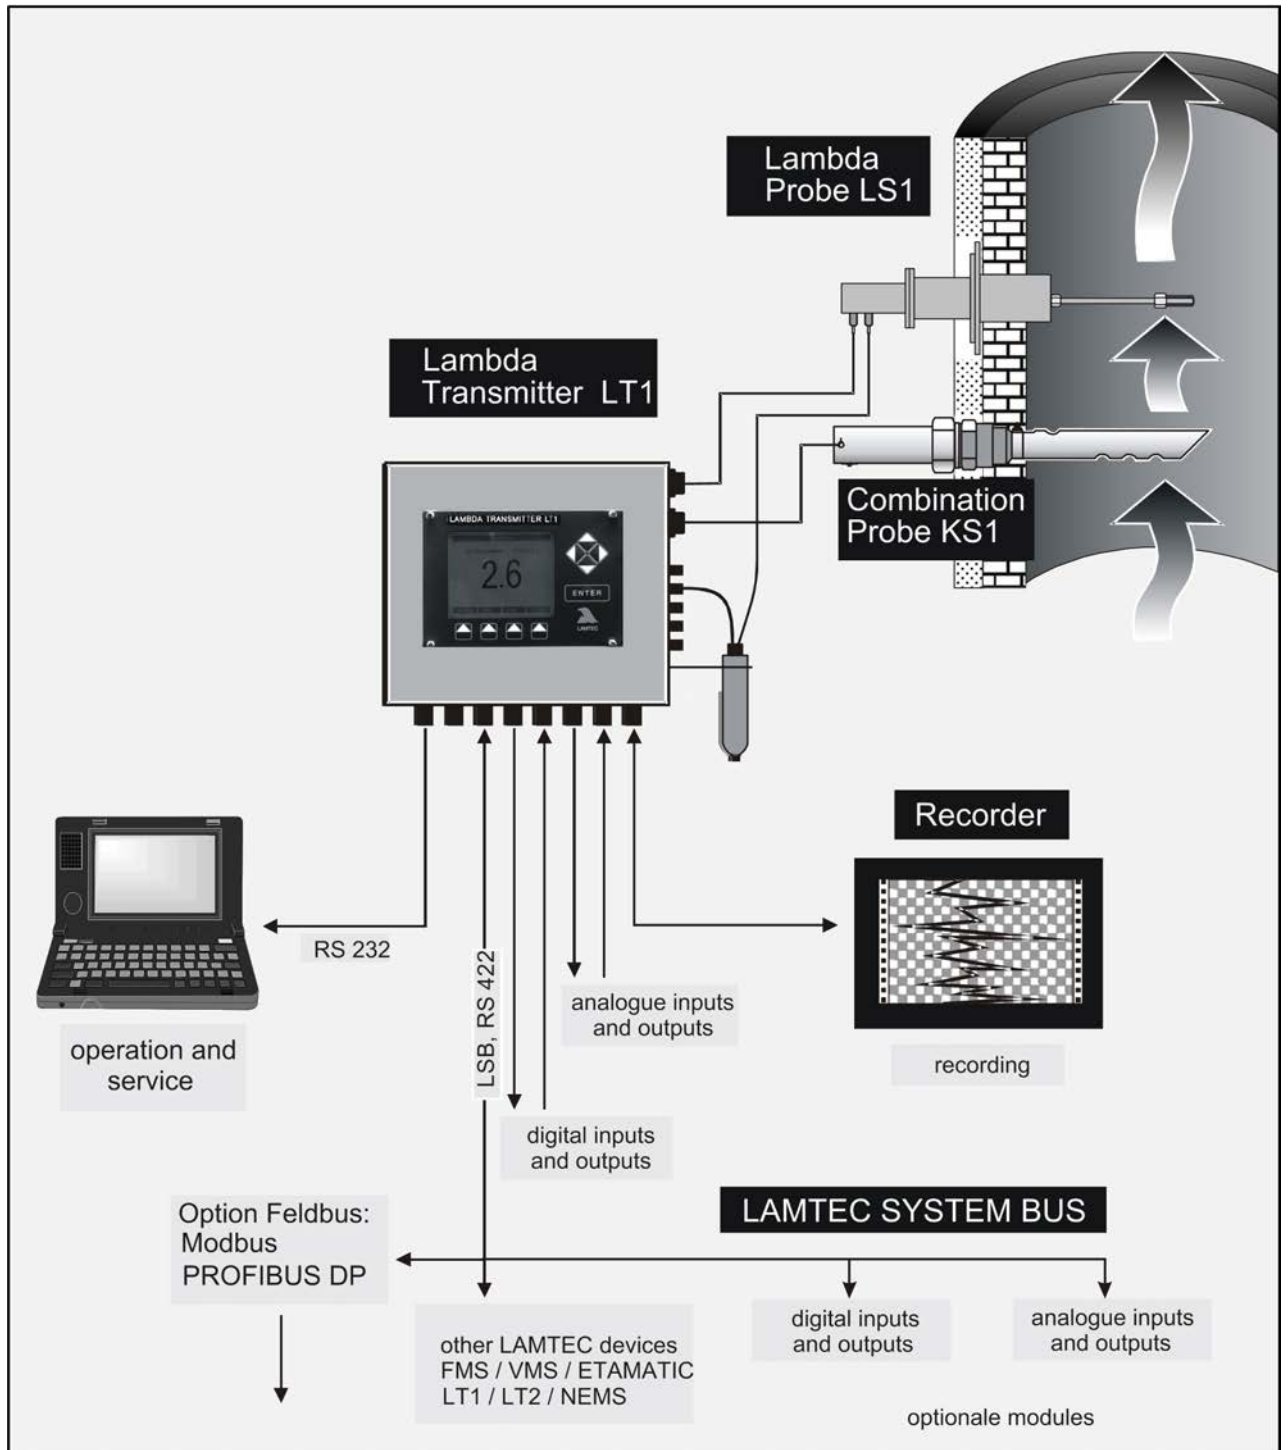 Lambda
Probe LS1
Lambda
Transmitter LT1
Combination
Probe KS1
LAMBDA TRANSMITTER LT1
2.6
ENTER
LAMTEC
Recorder
RS 232
LSB, RS 422
analogue inputs
and outputs
operation and
service
recording
digital inputs
and outputs
Option Feldbus:
Modbus
PROFIBUS DP
LAMTEC SYSTEM BUS
other LAMTEC devices
FMS / VMS / ETAMATIC
LT1 / LT2 / NEMS
digital inputs
and outputs
analogue inputs
and outputs
optionale modules